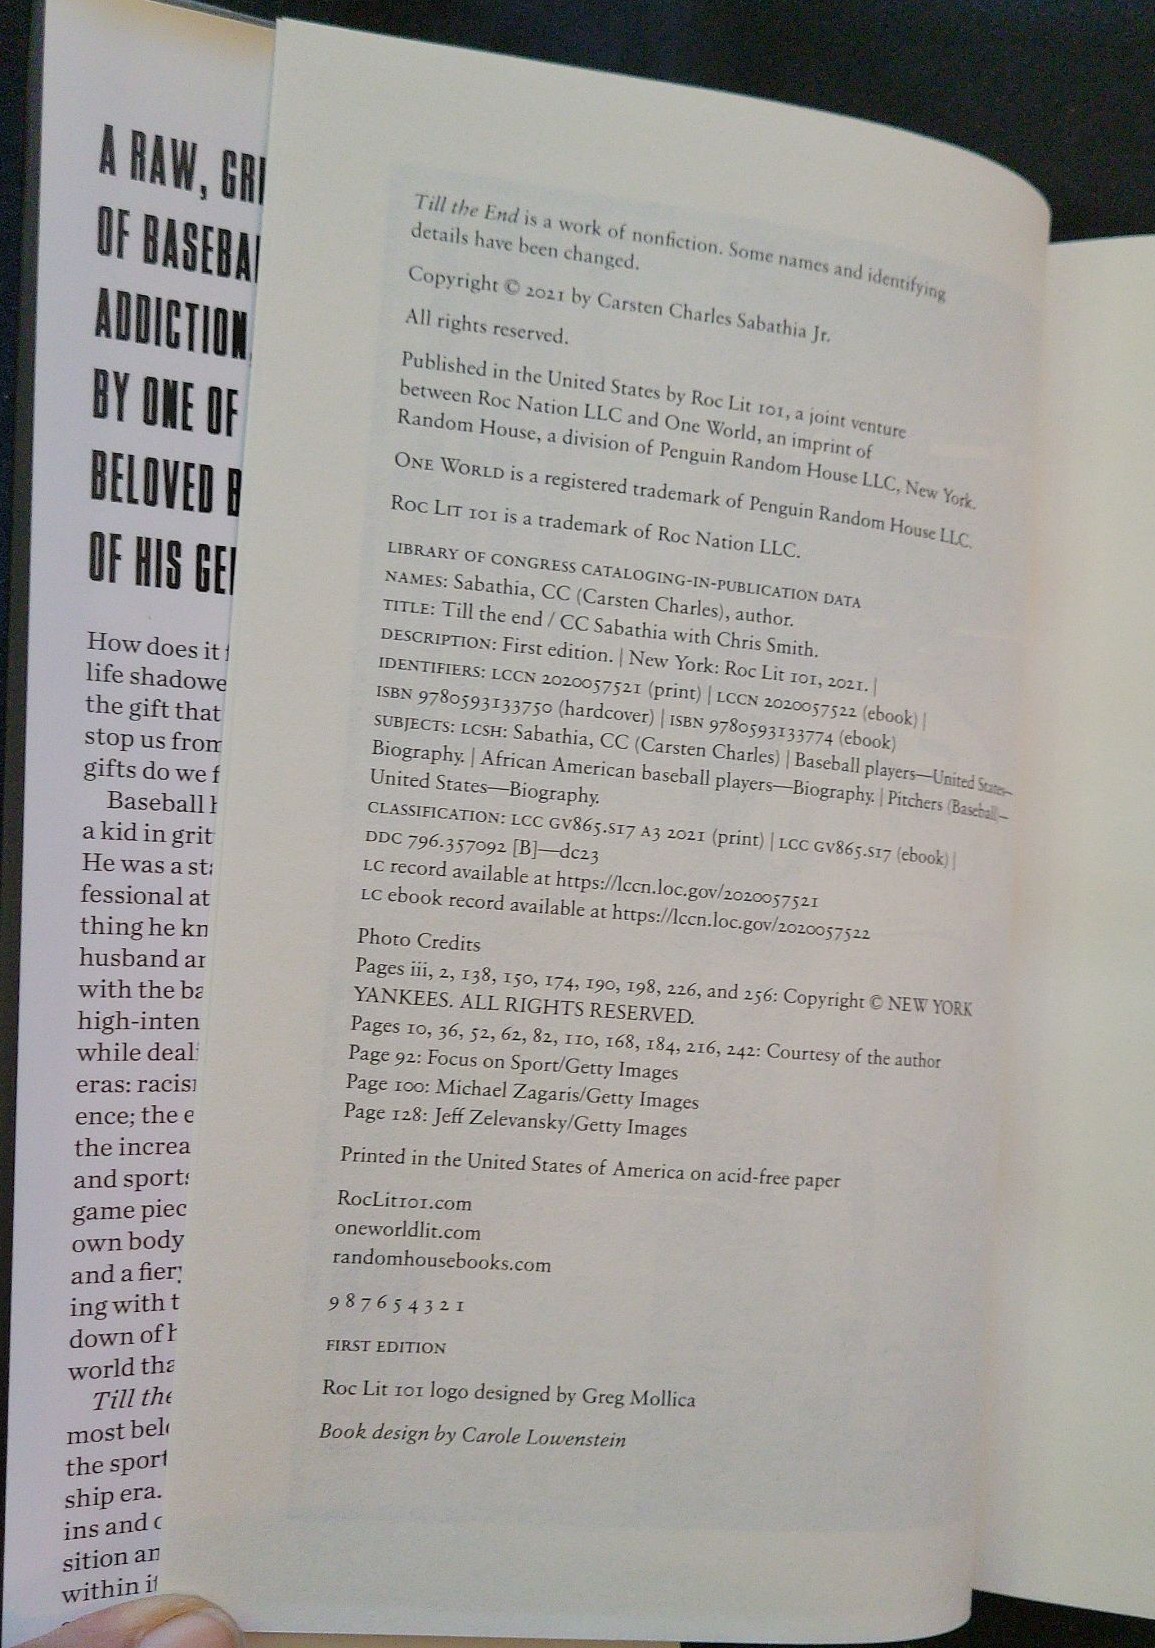 A RAW, GRI
OF BASEBAL
ADDICTION,
BY ONE OF
BELOVED B
OF HIS GEN
How does it f
life shadowe
the gift that
stop us from
gifts do we f
Baseball h
a kid in grit
He was a sta
fessional at
thing he kn
husband an
with the ba
high-inten
while deali
eras: racis
ence; the e
the increa
and sports
game piec
own body
and a fiery
ing with t
down of h
world tha
Till the
most belo
the sport
ship era.
ins and c
sition an
within it
Till the End is a work of nonfiction. Some names and identifying
details have been changed.
Copyright © 2021 by Carsten Charles Sabathia Jr.
All rights reserved.
Published in the United States by Roc Lit 101, a joint venture
between Roc Nation LLC and One World, an imprint of
Random House, a division of Penguin Random House LLC, New York.
ONE WORLD is a registered trademark of Penguin Random House LLC.
ROC LIT 101 is a trademark of Roc Nation LLC.
LIBRARY OF CONGRESS CATALOGING-IN-PUBLICATION DATA
NAMES: Sabathia, CC (Carsten Charles), author.
TITLE: Till the end / CC Sabathia with Chris Smith.
DESCRIPTION: First edition. | New York: Roc Lit 101, 2021. |
IDENTIFIERS: LCCN 2020057521 (print) | LCCN 2020057522 (ebook) |
ISBN 9780593133750 (hardcover) | ISBN 9780593133774 (ebook)
SUBJECTS: LCSH: Sabathia, CC (Carsten Charles) | Baseball players—United States—
Biography. | African American baseball players—Biography. | Pitchers (Baseball)—
United States—Biography.
CLASSIFICATION: LCC GV865.S17 A3 2021 (print) | LCC GV865.S17 (ebook) |
DDC 796.357092 [B]—dc23
LC record available at https://lccn.loc.gov/2020057521
LC ebook record available at https://lccn.loc.gov/2020057522
Photo Credits
Pages iii, 2, 138, 150, 174, 190, 198, 226, and 256: Copyright © NEW YORK
YANKEES. ALL RIGHTS RESERVED.
Pages 10, 36, 52, 62, 82, 110, 168, 184, 216, 242: Courtesy of the author
Page 92: Focus on Sport/Getty Images
Page 100: Michael Zagaris/Getty Images
Page 128: Jeff Zelevansky/Getty Images
Printed in the United States of America on acid-free paper
RocLit101.com
oneworldlit.com
randomhousebooks.com
9 8 7 6 5 4 3 2 1
FIRST EDITION
Roc Lit 101 logo designed by Greg Mollica
Book design by Carole Lowenstein